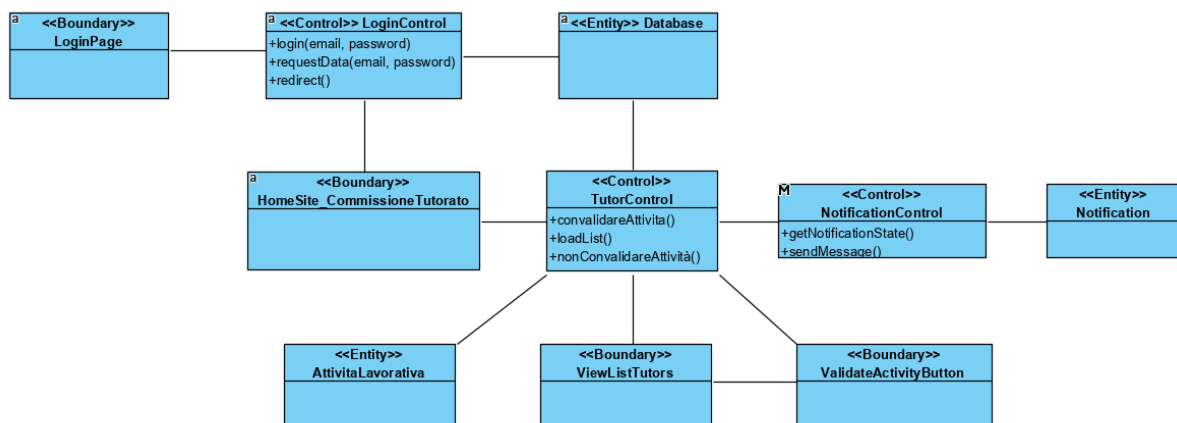 a
<<Boundary>>
LoginPage
a
<<Control>> LoginControl
+login(email, password)
+requestData(email, password)
+redirect()
a
<<Entity>> Database
a
<<Boundary>>
HomeSite_CommissioneTutorato
<<Control>>
TutorControl
+convalidareAttivita()
+loadList()
+nonConvalidareAttività()
M
<<Control>>
NotificationControl
+getNotificationState()
+sendMessage()
<<Entity>>
Notification
<<Entity>>
AttivitaLavorativa
<<Boundary>>
ViewListTutors
<<Boundary>>
ValidateActivityButton